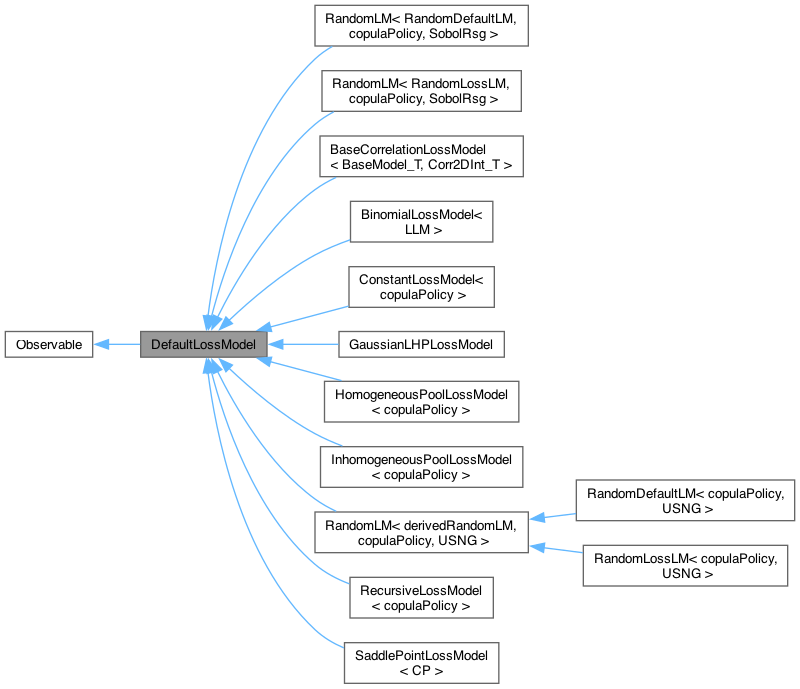 RandomLM< RandomDefaultLM,
copulaPolicy, SobolRsg >
RandomLM< RandomLossLM,
copulaPolicy, SobolRsg >
BaseCorrelationLossModel
< BaseModel_T, Corr2DInt_T >
BinomialLossModel<
LLM >
ConstantLossModel<
copulaPolicy >
Observable
DefaultLossModel
GaussianLHPLossModel
HomogeneousPoolLossModel
< copulaPolicy >
InhomogeneousPoolLossModel
< copulaPolicy >
RandomLM< derivedRandomLM,
copulaPolicy, USNG >
RandomDefaultLM< copulaPolicy,
USNG >
RandomLossLM< copulaPolicy,
USNG >
RecursiveLossModel
< copulaPolicy >
SaddlePointLossModel
< CP >